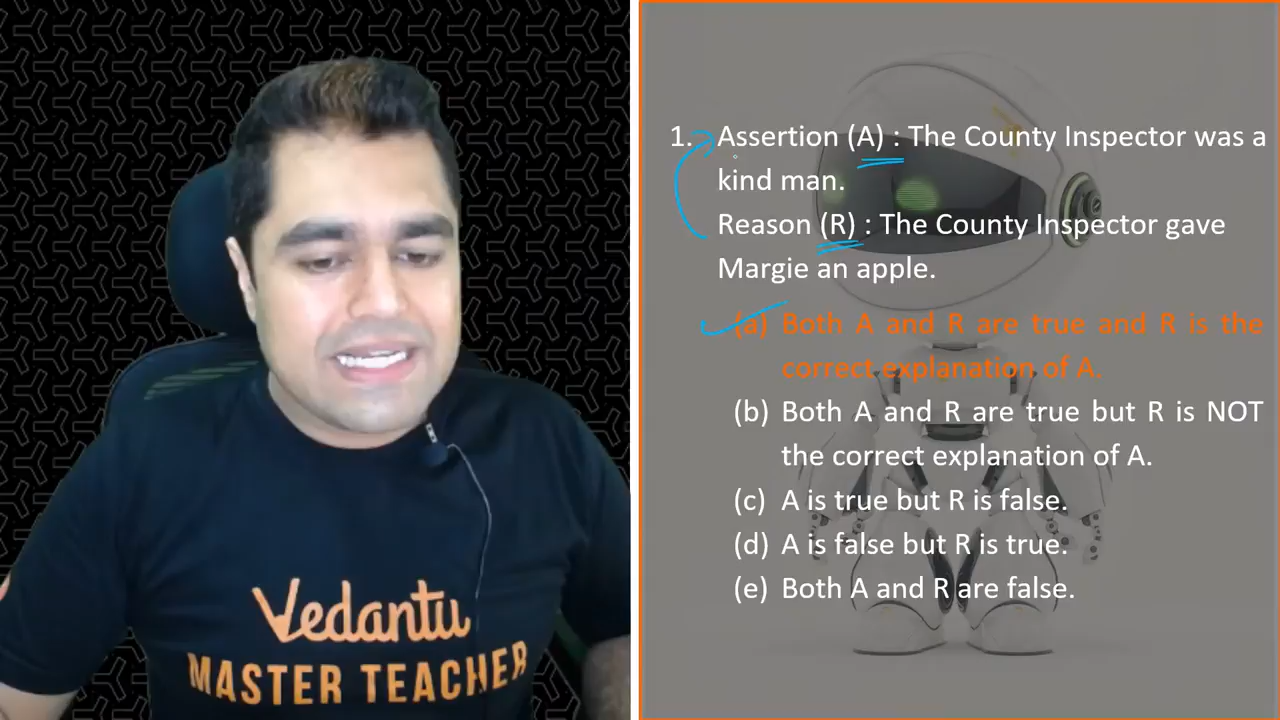 Vedantu
MASTER TEACHER
1. Assertion (A) : The County Inspector was a
kind man.
Reason (R) : The County Inspector gave
Margie an apple.
(a) Both A and R are true and R is the
correct explanation of A.
(b) Both A and R are true but R is NOT
the correct explanation of A.
(c) A is true but R is false.
(d) A is false but R is true.
(e) Both A and R are false.